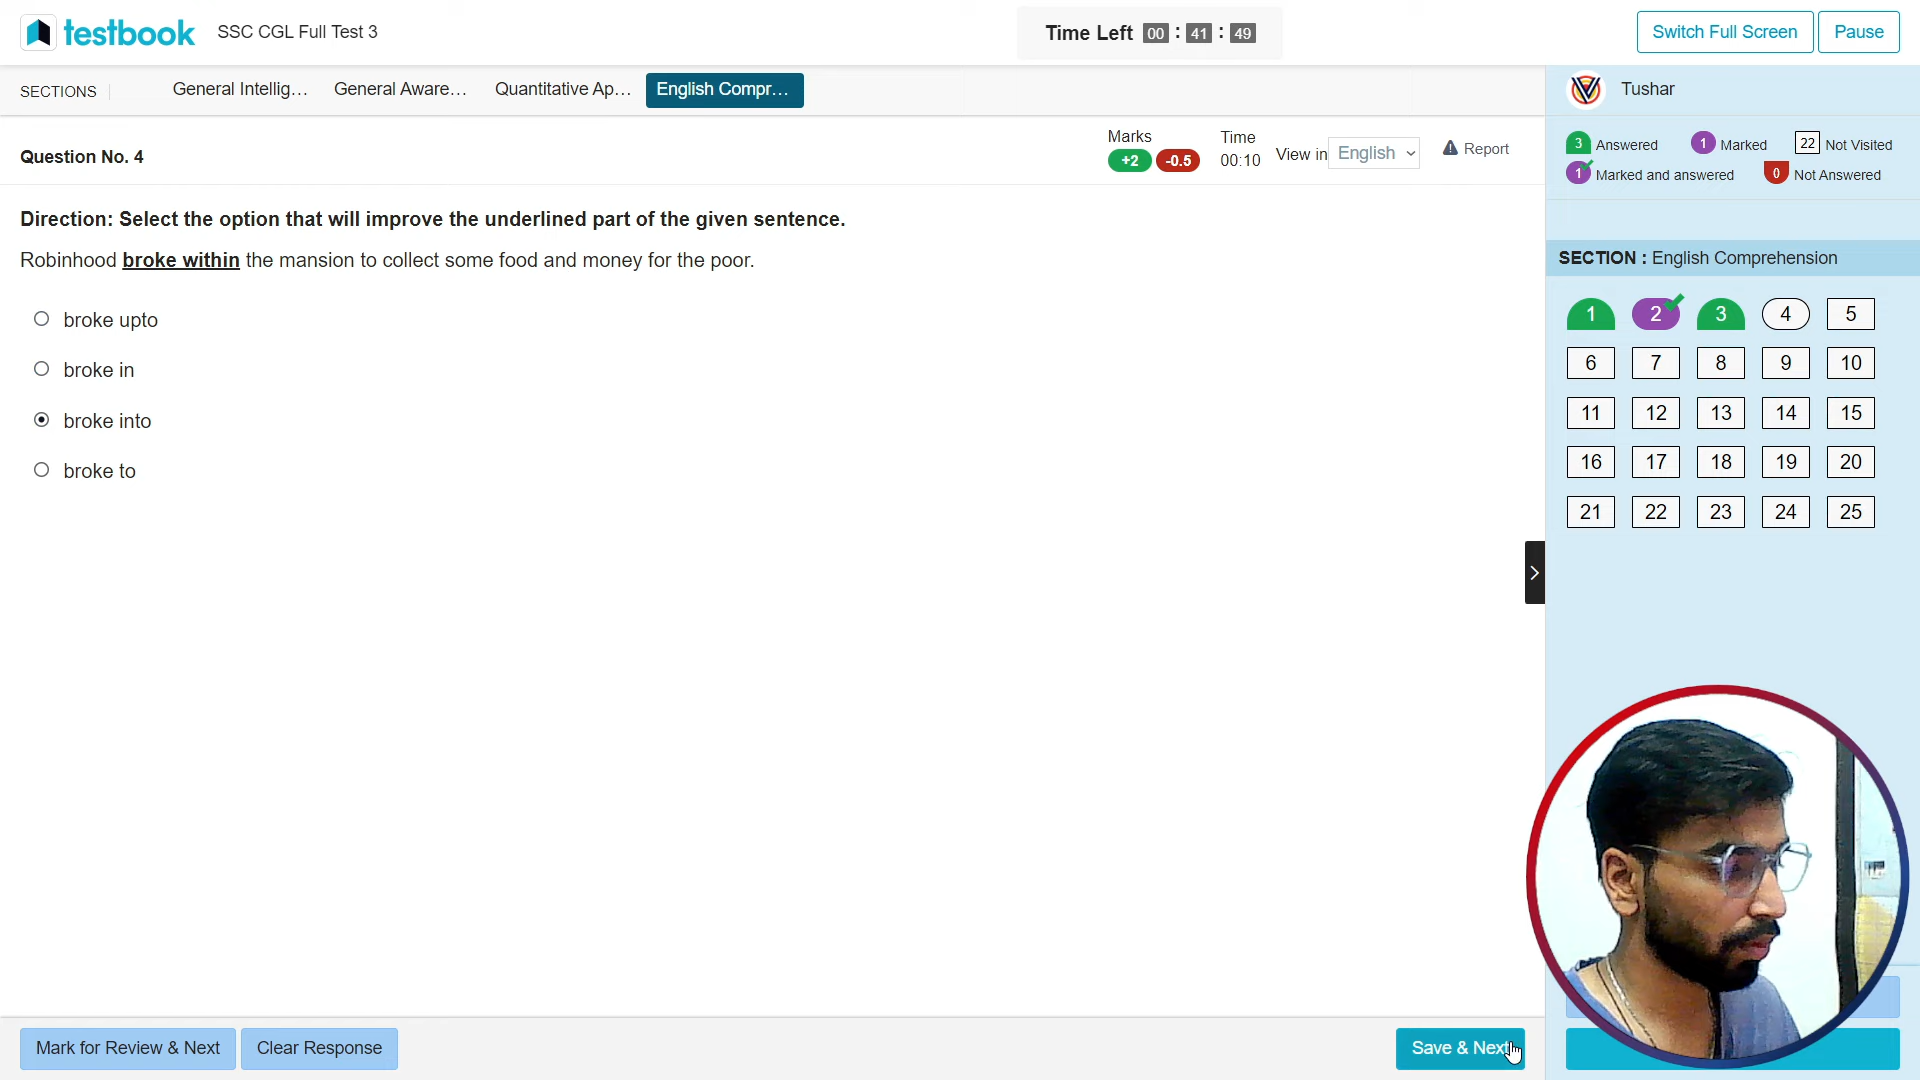 testbook SSC CGL Full Test 3 Time Left 00 : 41 : 49 Switch Full Screen Pause
SECTIONS General Intellig... General Aware... Quantitative Ap... English Compr... Tushar
Question No. 4 Marks +2 -0.5 Time 00:10 View in English Report
3 Answered 1 Marked 22 Not Visited
1 Marked and answered 0 Not Answered
Direction: Select the option that will improve the underlined part of the given sentence.
Robinhood broke within the mansion to collect some food and money for the poor.
broke upto
broke in
broke into
broke to
SECTION : English Comprehension
1 2 3 4 5
6 7 8 9 10
11 12 13 14 15
16 17 18 19 20
21 22 23 24 25
Mark for Review & Next Clear Response Save & Next